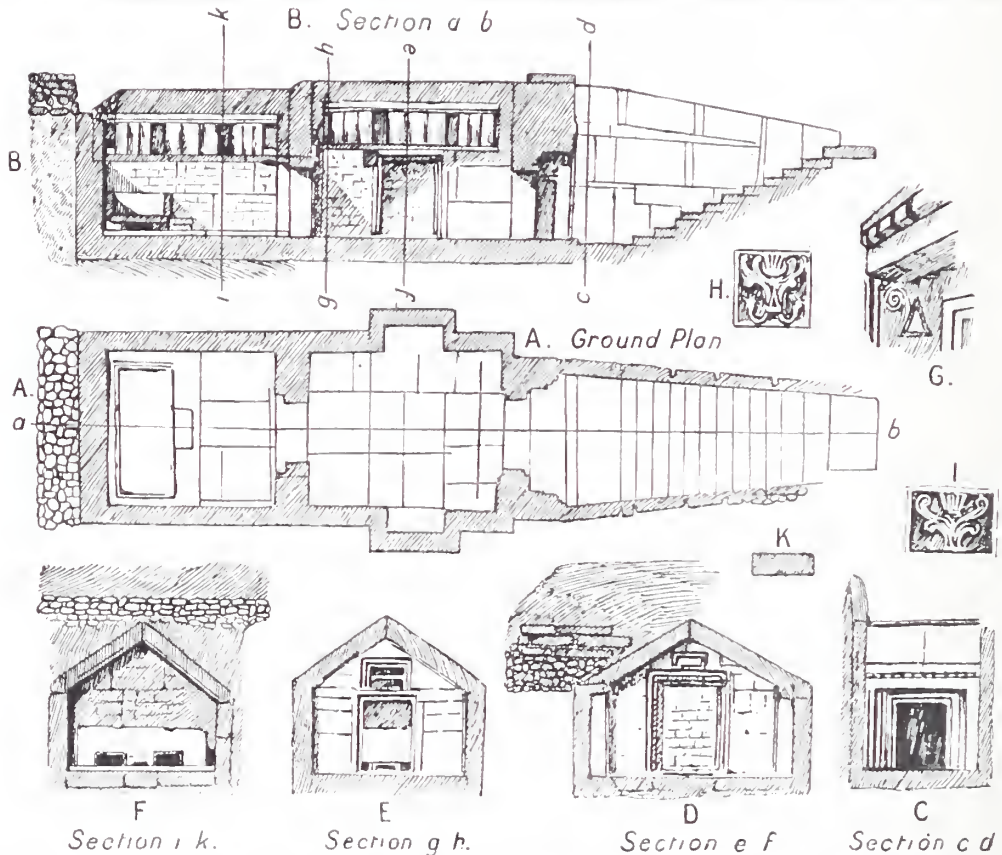 B. Section a b
k
h
e
d
B.
i
g
f
c
H.
G.
A. Ground Plan
A.
a
b
K
F
E
D
C
Section i k.
Section g h.
Section e f
Section c d